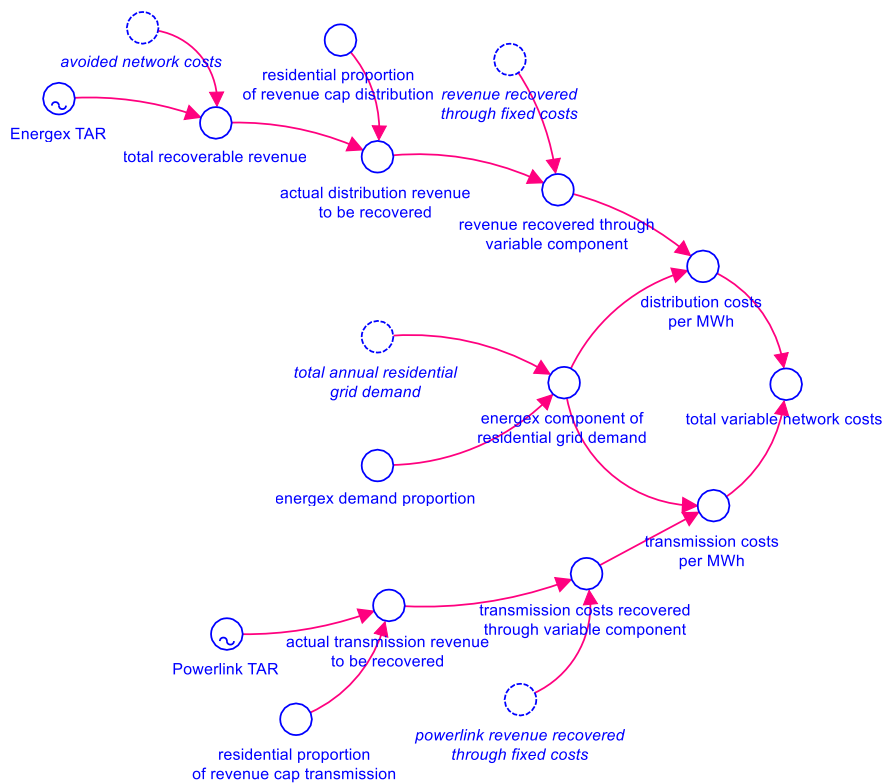 avoided network costs
residential proportion
of revenue cap distribution
revenue recovered
through fixed costs
Energex TAR
total recoverable revenue
actual distribution revenue
to be recovered
revenue recovered through
variable component
distribution costs
per MWh
total annual residential
grid demand
energex component of
residential grid demand
total variable network costs
energex demand proportion
transmission costs
per MWh
transmission costs recovered
through variable component
actual transmission revenue
to be recovered
Powerlink TAR
powerlink revenue recovered
through fixed costs
residential proportion
of revenue cap transmission